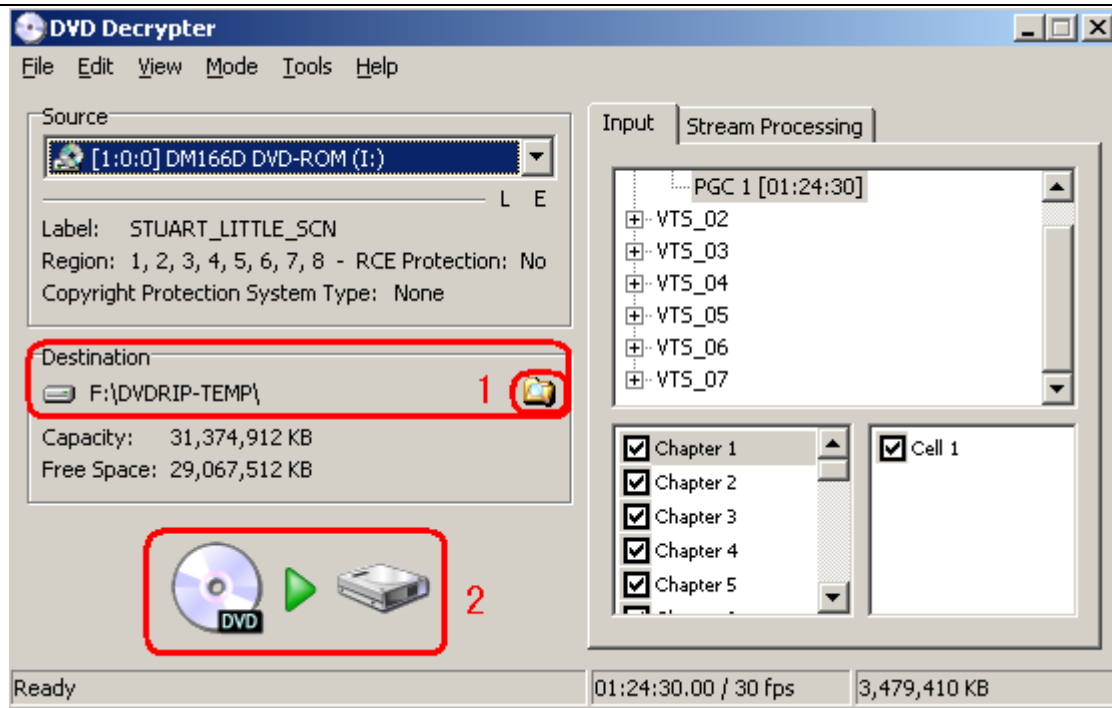 DVD Decrypter
File Edit View Mode Tools Help
Source
[1:0:0] DM166D DVD-ROM (I:)
L E
Label: STUART_LITTLE_SCN
Region: 1, 2, 3, 4, 5, 6, 7, 8 - RCE Protection: No
Copyright Protection System Type: None
Destination
F:\DVDRIP-TEMP\
1
Capacity: 31,374,912 KB
Free Space: 29,067,512 KB
DVD
2
Input Stream Processing
PGC 1 [01:24:30]
VTS_02
VTS_03
VTS_04
VTS_05
VTS_06
VTS_07
Chapter 1
Chapter 2
Chapter 3
Chapter 4
Chapter 5
Cell 1
Ready
01:24:30.00 / 30 fps
3,479,410 KB